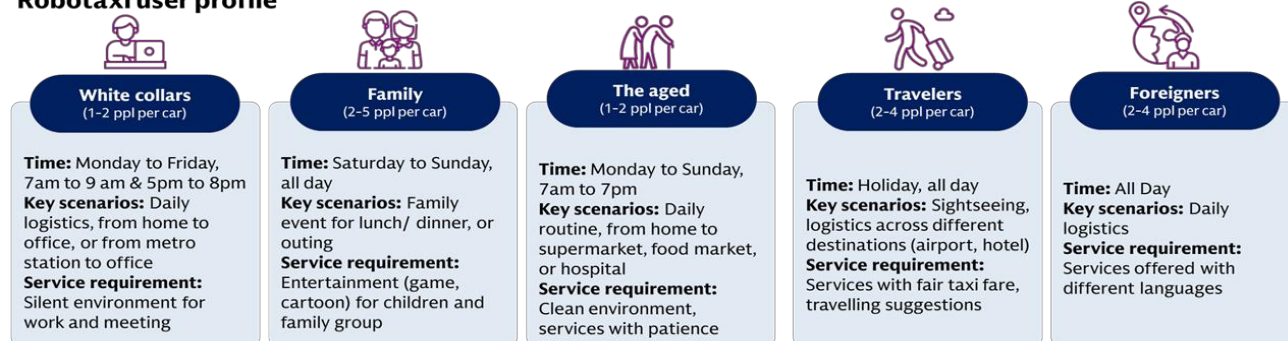 Robotaxi user profile
White collars
(1-2 ppl per car)
Time: Monday to Friday,
7am to 9 am & 5pm to 8pm
Key scenarios: Daily
logistics, from home to
office, or from metro
station to office
Service requirement:
Silent environment for
work and meeting
Family
(2-5 ppl per car)
Time: Saturday to Sunday,
all day
Key scenarios: Family
event for lunch/ dinner, or
outing
Service requirement:
Entertainment (game,
cartoon) for children and
family group
The aged
(1-2 ppl per car)
Time: Monday to Sunday,
7am to 7pm
Key scenarios: Daily
routine, from home to
supermarket, food market,
or hospital
Service requirement:
Clean environment,
services with patience
Travelers
(2-4 ppl per car)
Time: Holiday, all day
Key scenarios: Sightseeing,
logistics across different
destinations (airport, hotel)
Service requirement:
Services with fair taxi fare,
travelling suggestions
Foreigners
(2-4 ppl per car)
Time: All Day
Key scenarios: Daily
logistics
Service requirement:
Services offered with
different languages